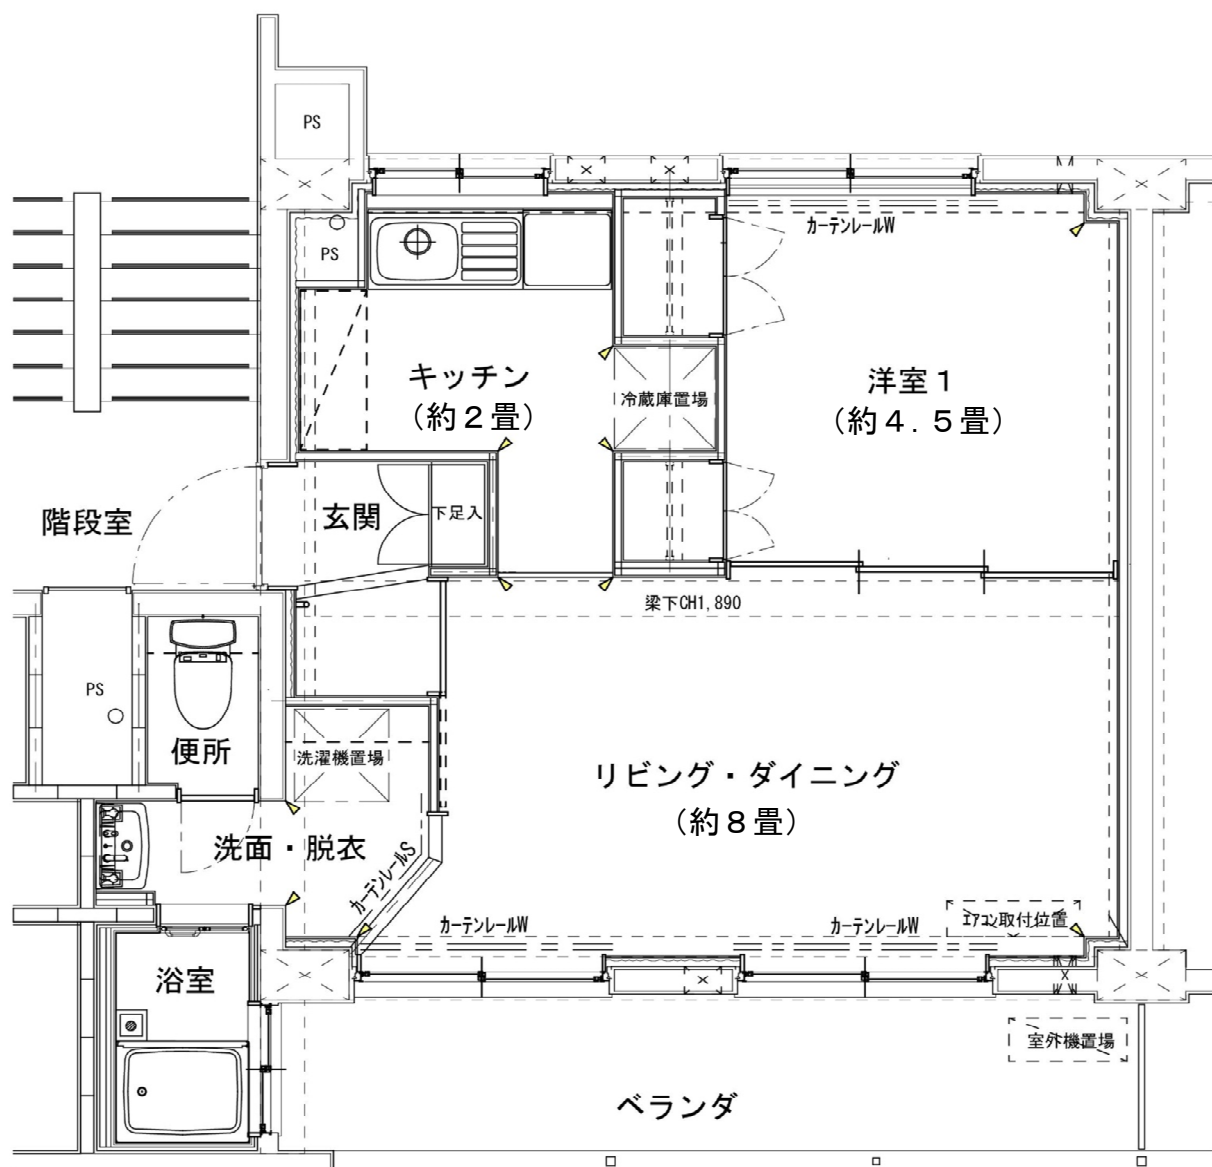 PS
カーテンレールW
PS
キッチン
(約2畳)
冷蔵庫置場
洋室1
(約4.5畳)
階段室
玄関
下足入
梁下CH1,890
PS
便所
洗濯機置場
リビング・ダイニング
(約8畳)
洗面・脱衣
カーテンレールS
カーテンレールW
カーテンレールW
エアコン取付位置
浴室
室外機置場
ベランダ